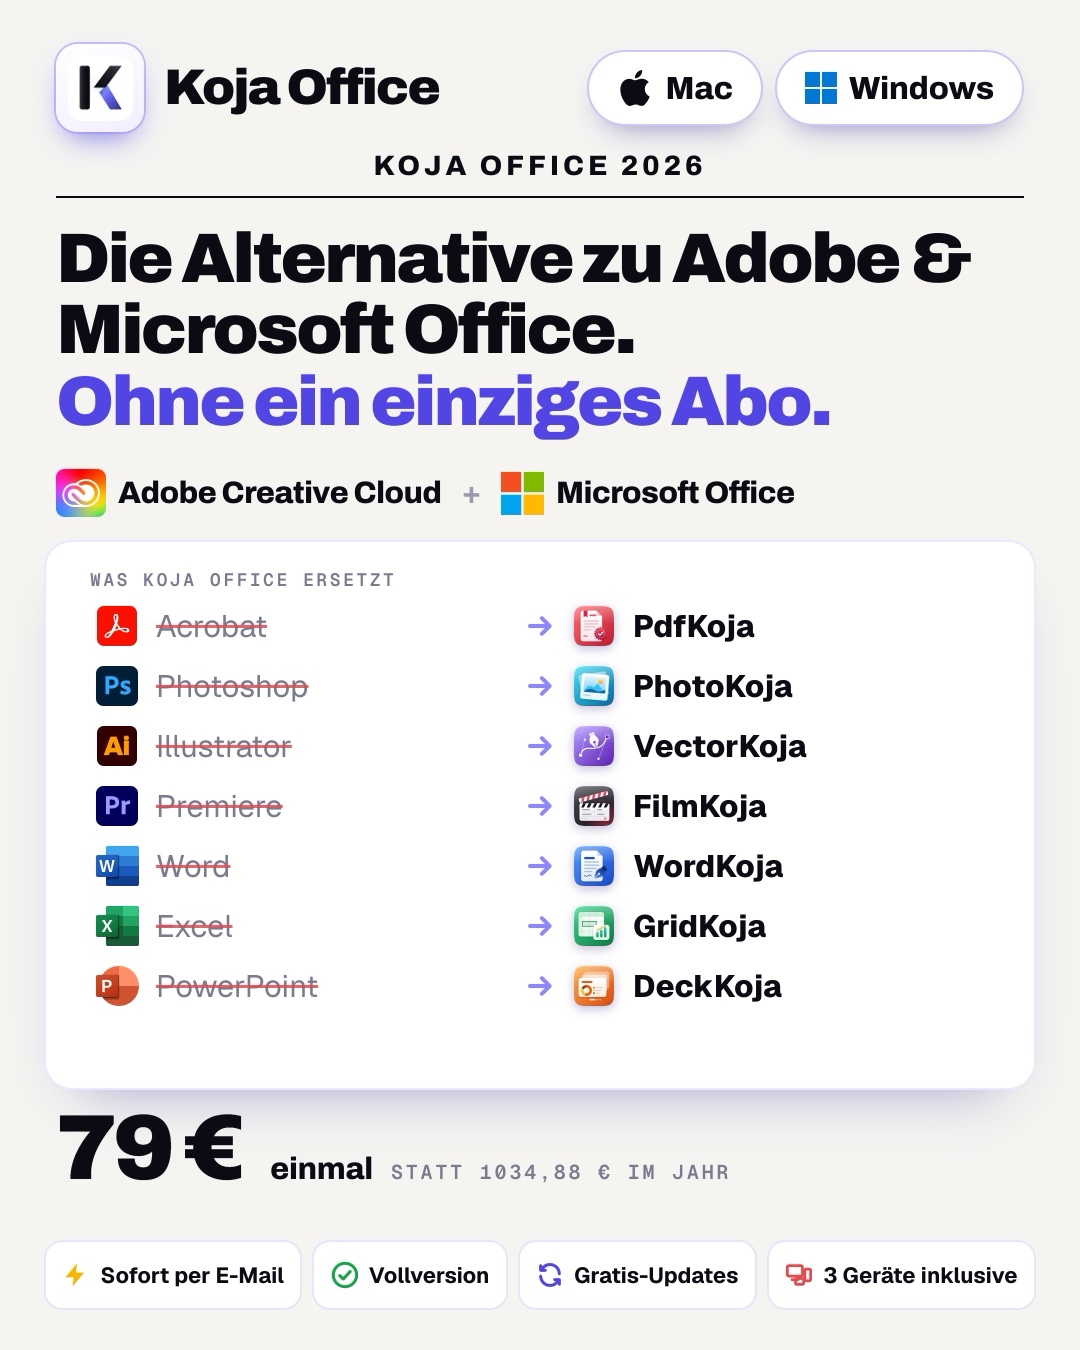 Koja Office
Mac
Windows
KOJA OFFICE 2026
Die Alternative zu Adobe &
Microsoft Office.
Ohne ein einziges Abo.
Adobe Creative Cloud + Microsoft Office
WAS KOJA OFFICE ERSETZT
Acrobat → PdfKoja
Ps Photoshop → PhotoKoja
Ai Illustrator → VectorKoja
Pr Premiere → FilmKoja
W Word → WordKoja
X Excel → GridKoja
P PowerPoint → DeckKoja
79 € einmal STATT 1034,88 € IM JAHR
Sofort per E-Mail
Vollversion
Gratis-Updates
3 Geräte inklusive